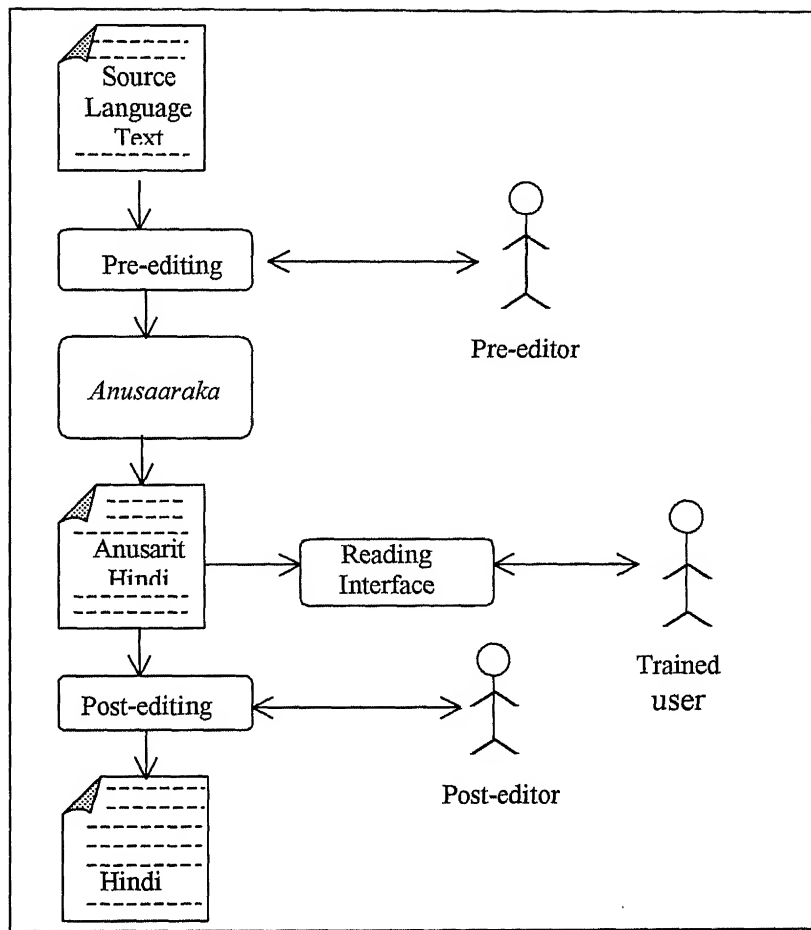 Source
Language
Text
Pre-editing
Pre-editor
Anusaaraka
Anusarit
Hindi
Reading
Interface
Trained
user
Post-editing
Post-editor
Hindi